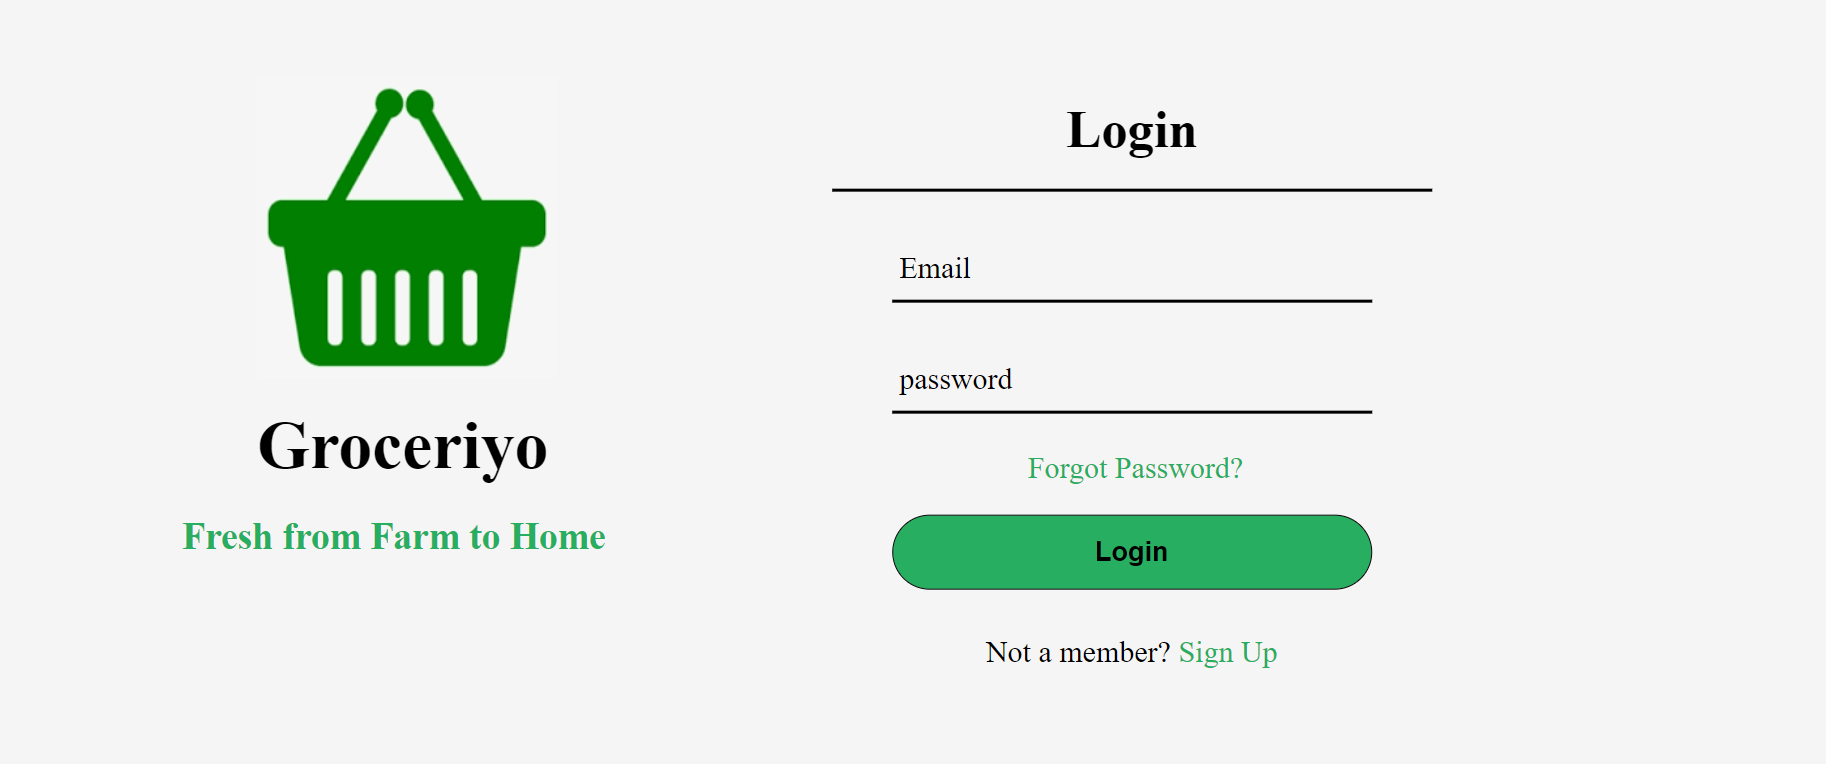 Groceriyo
Fresh from Farm to Home
Login
Email
password
Forgot Password?
Login
Not a member? Sign Up